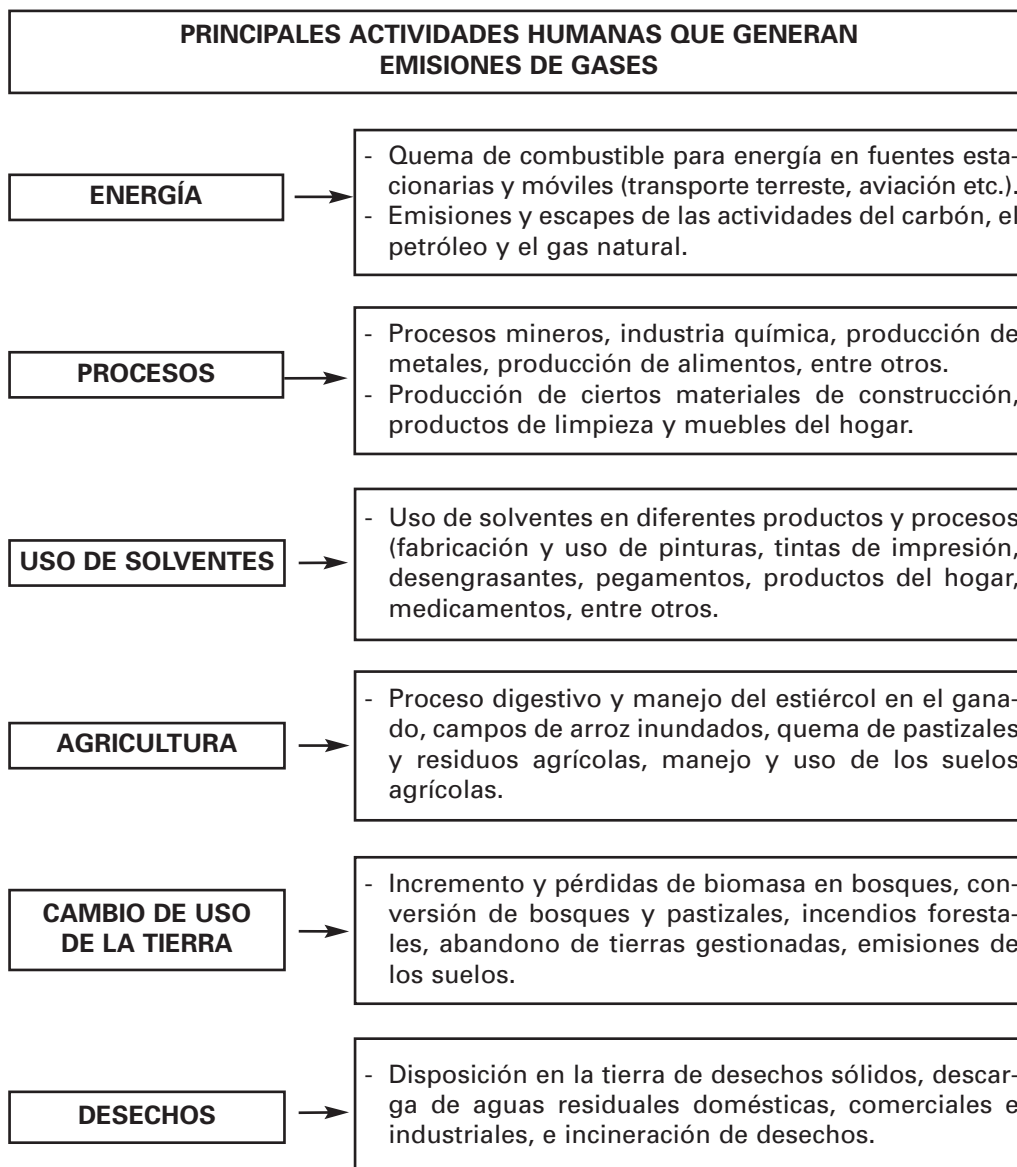 PRINCIPALES ACTIVIDADES HUMANAS QUE GENERAN
EMISIONES DE GASES
ENERGÍA
- Quema de combustible para energía en fuentes esta-
cionarias y móviles (transporte terreste, aviación etc.).
- Emisiones y escapes de las actividades del carbón, el
petróleo y el gas natural.
PROCESOS
- Procesos mineros, industria química, producción de
metales, producción de alimentos, entre otros.
- Producción de ciertos materiales de construcción,
productos de limpieza y muebles del hogar.
USO DE SOLVENTES
- Uso de solventes en diferentes productos y procesos
(fabricación y uso de pinturas, tintas de impresión,
desengrasantes, pegamentos, productos del hogar,
medicamentos, entre otros.
AGRICULTURA
- Proceso digestivo y manejo del estiércol en el gana-
do, campos de arroz inundados, quema de pastizales
y residuos agrícolas, manejo y uso de los suelos
agrícolas.
CAMBIO DE USO
DE LA TIERRA
- Incremento y pérdidas de biomasa en bosques, con-
versión de bosques y pastizales, incendios foresta-
les, abandono de tierras gestionadas, emisiones de
los suelos.
DESECHOS
- Disposición en la tierra de desechos sólidos, descar-
ga de aguas residuales domésticas, comerciales e
industriales, e incineración de desechos.